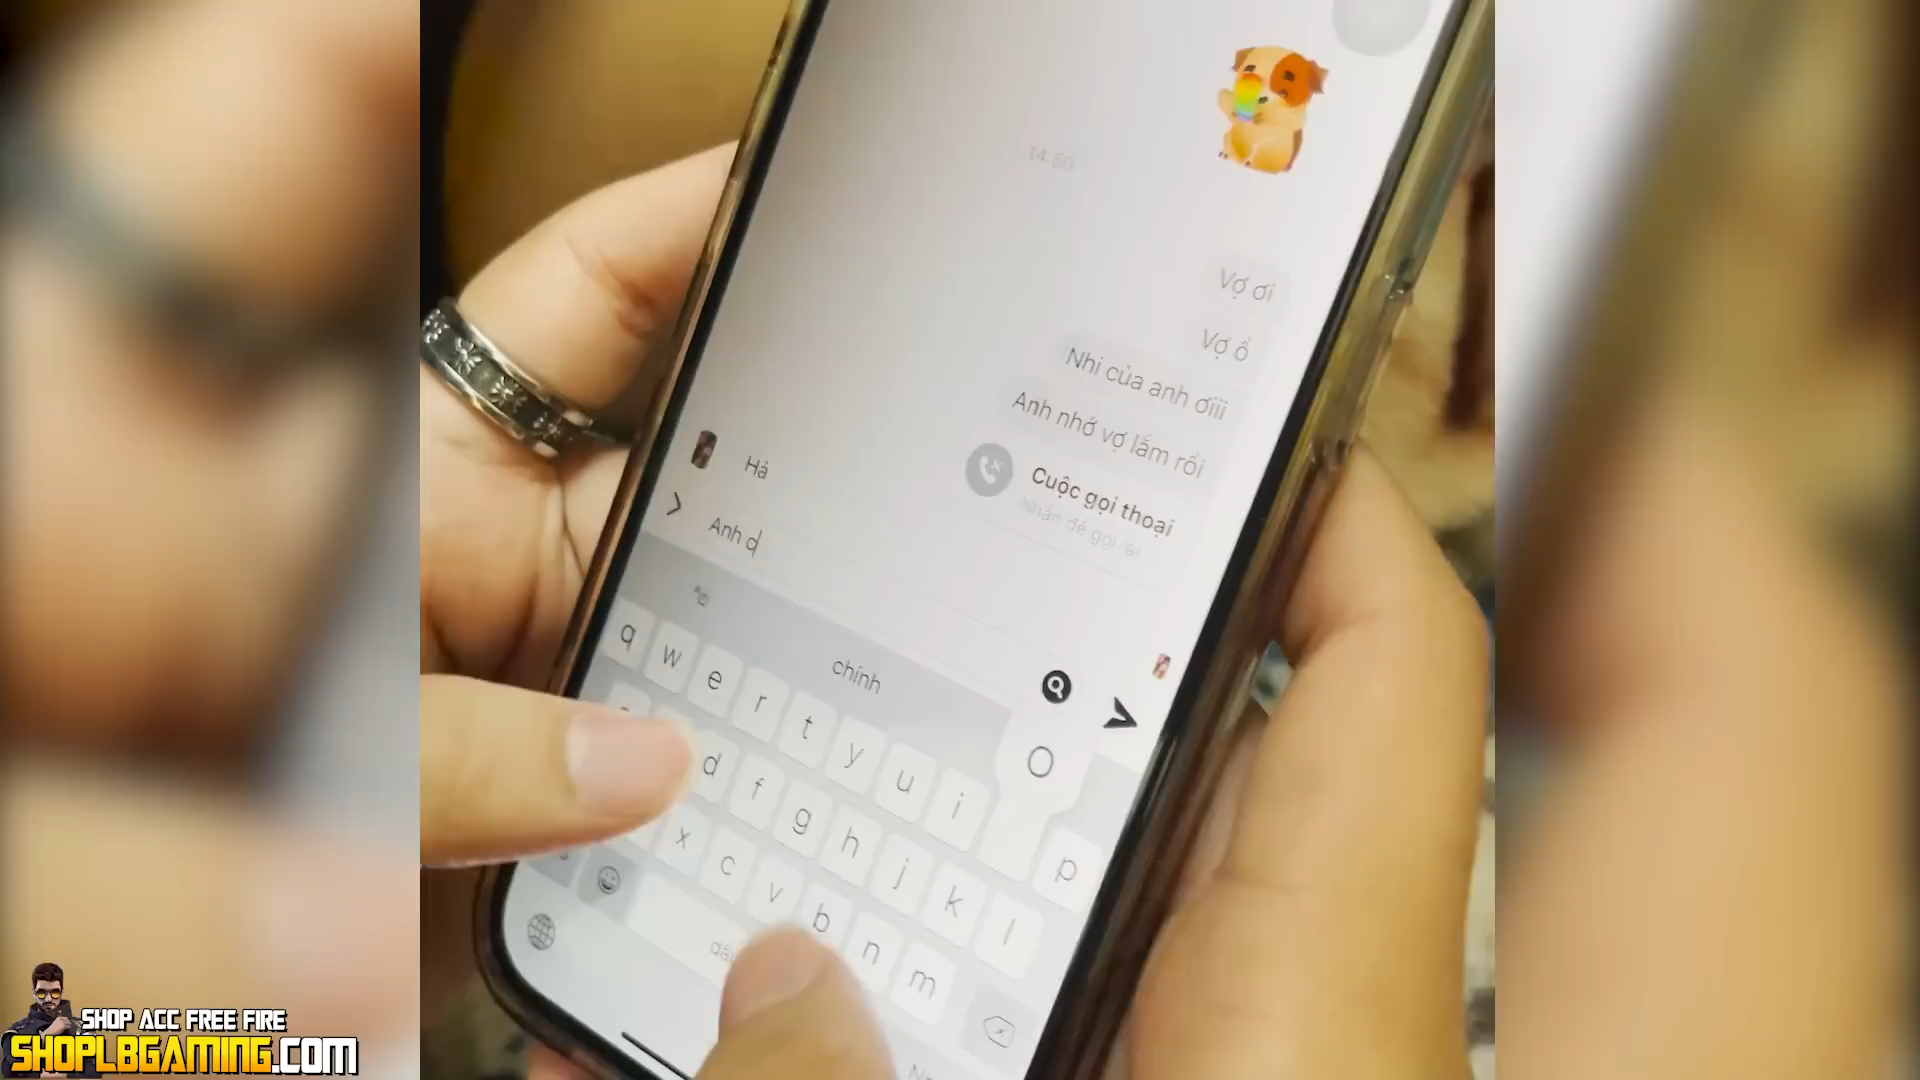 14:50
Vợ ơi
Vợ ổ
Nhi của anh ơiii
Anh nhớ vợ lắm rồi
Cuộc gọi thoại
Nhấn để gọi lại
Hả
Anh d
chính
q w e r t y u i O p
d f g h j k l
x c v b n m
SHOP ACC FREE FIRE
SHOPLBGAMING.COM